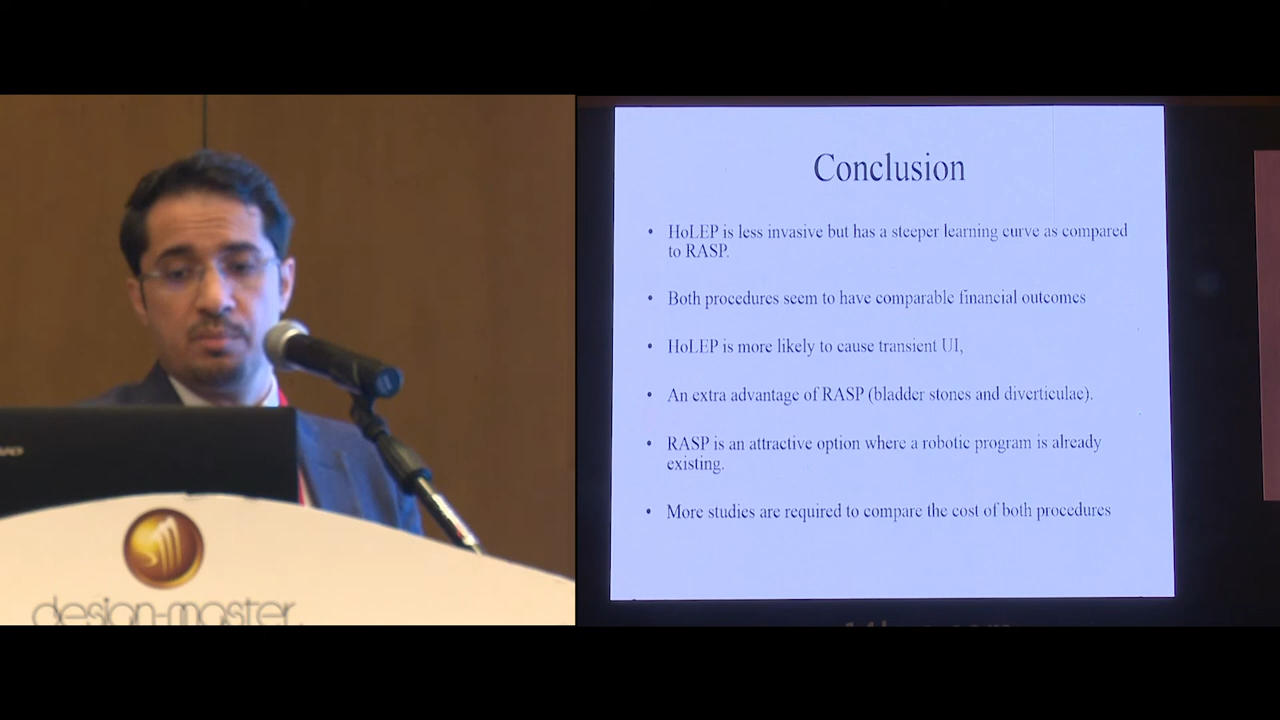 Conclusion
• HoLEP is less invasive but has a steeper learning curve as compared
to RASP.
• Both procedures seem to have comparable financial outcomes
• HoLEP is more likely to cause transient UI,
• An extra advantage of RASP (bladder stones and diverticulae).
• RASP is an attractive option where a robotic program is already
existing.
• More studies are required to compare the cost of both procedures
design-master